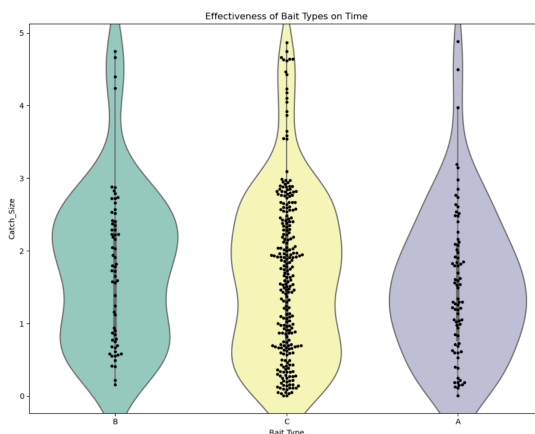 Effectiveness of Bait Types on Time
5
4
3
2
1
0
Catch_Size
B
C
A
Bait Type